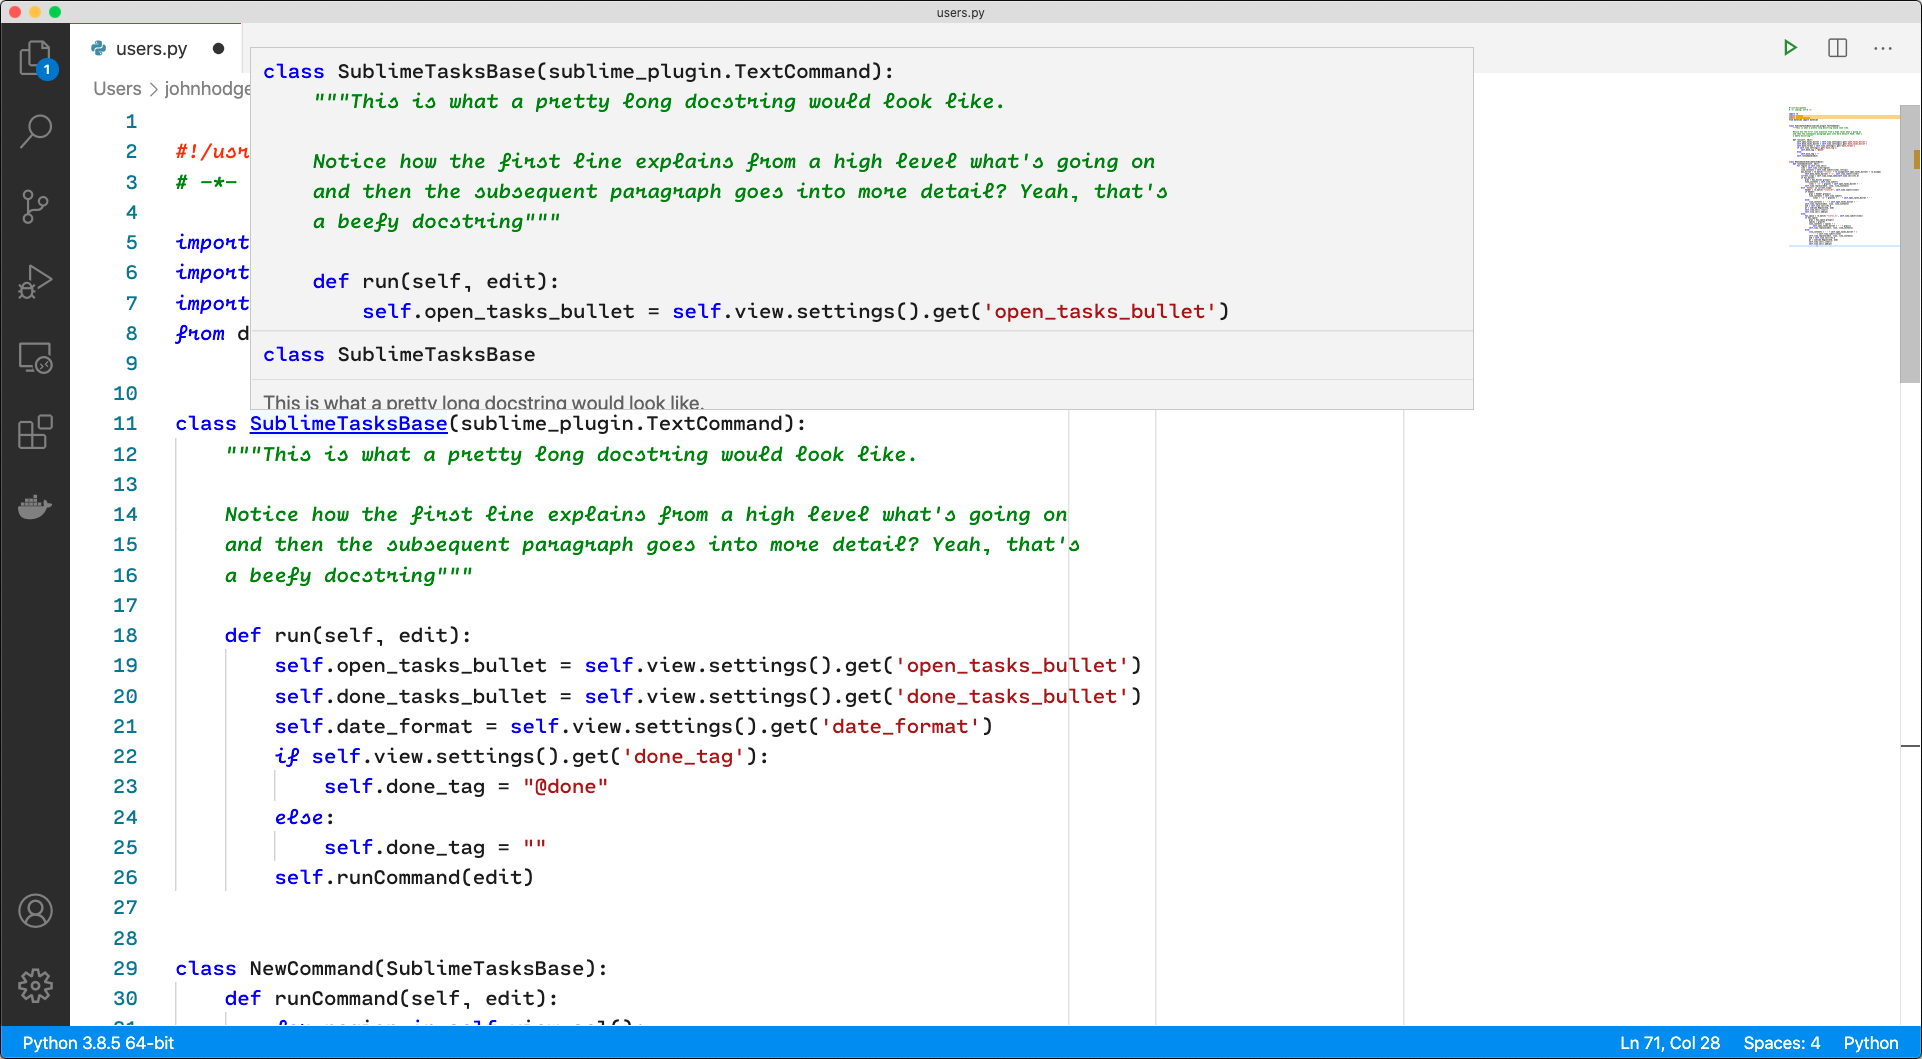 users.py
1
users.py
Users > johnhodge
class SublimeTasksBase(sublime_plugin.TextCommand):
"""This is what a pretty long docstring would look like.
Notice how the first line explains from a high level what's going on
and then the subsequent paragraph goes into more detail? Yeah, that's
a beefy docstring"""
def run(self, edit):
self.open_tasks_bullet = self.view.settings().get('open_tasks_bullet')
class SublimeTasksBase
This is what a pretty long docstring would look like.
1
2 #!/usr
3 # -*-
4
5 import
6 import
7 import
8 from d
9
10
11 class SublimeTasksBase(sublime_plugin.TextCommand):
12 """This is what a pretty long docstring would look like.
13
14 Notice how the first line explains from a high level what's going on
15 and then the subsequent paragraph goes into more detail? Yeah, that's
16 a beefy docstring"""
17
18 def run(self, edit):
19 self.open_tasks_bullet = self.view.settings().get('open_tasks_bullet')
20 self.done_tasks_bullet = self.view.settings().get('done_tasks_bullet')
21 self.date_format = self.view.settings().get('date_format')
22 if self.view.settings().get('done_tag'):
23 self.done_tag = "@done"
24 else:
25 self.done_tag = ""
26 self.runCommand(edit)
27
28
29 class NewCommand(SublimeTasksBase):
30 def runCommand(self, edit):
31 for region in self.view.sel():
Python 3.8.5 64-bit
Ln 71, Col 28 Spaces: 4 Python